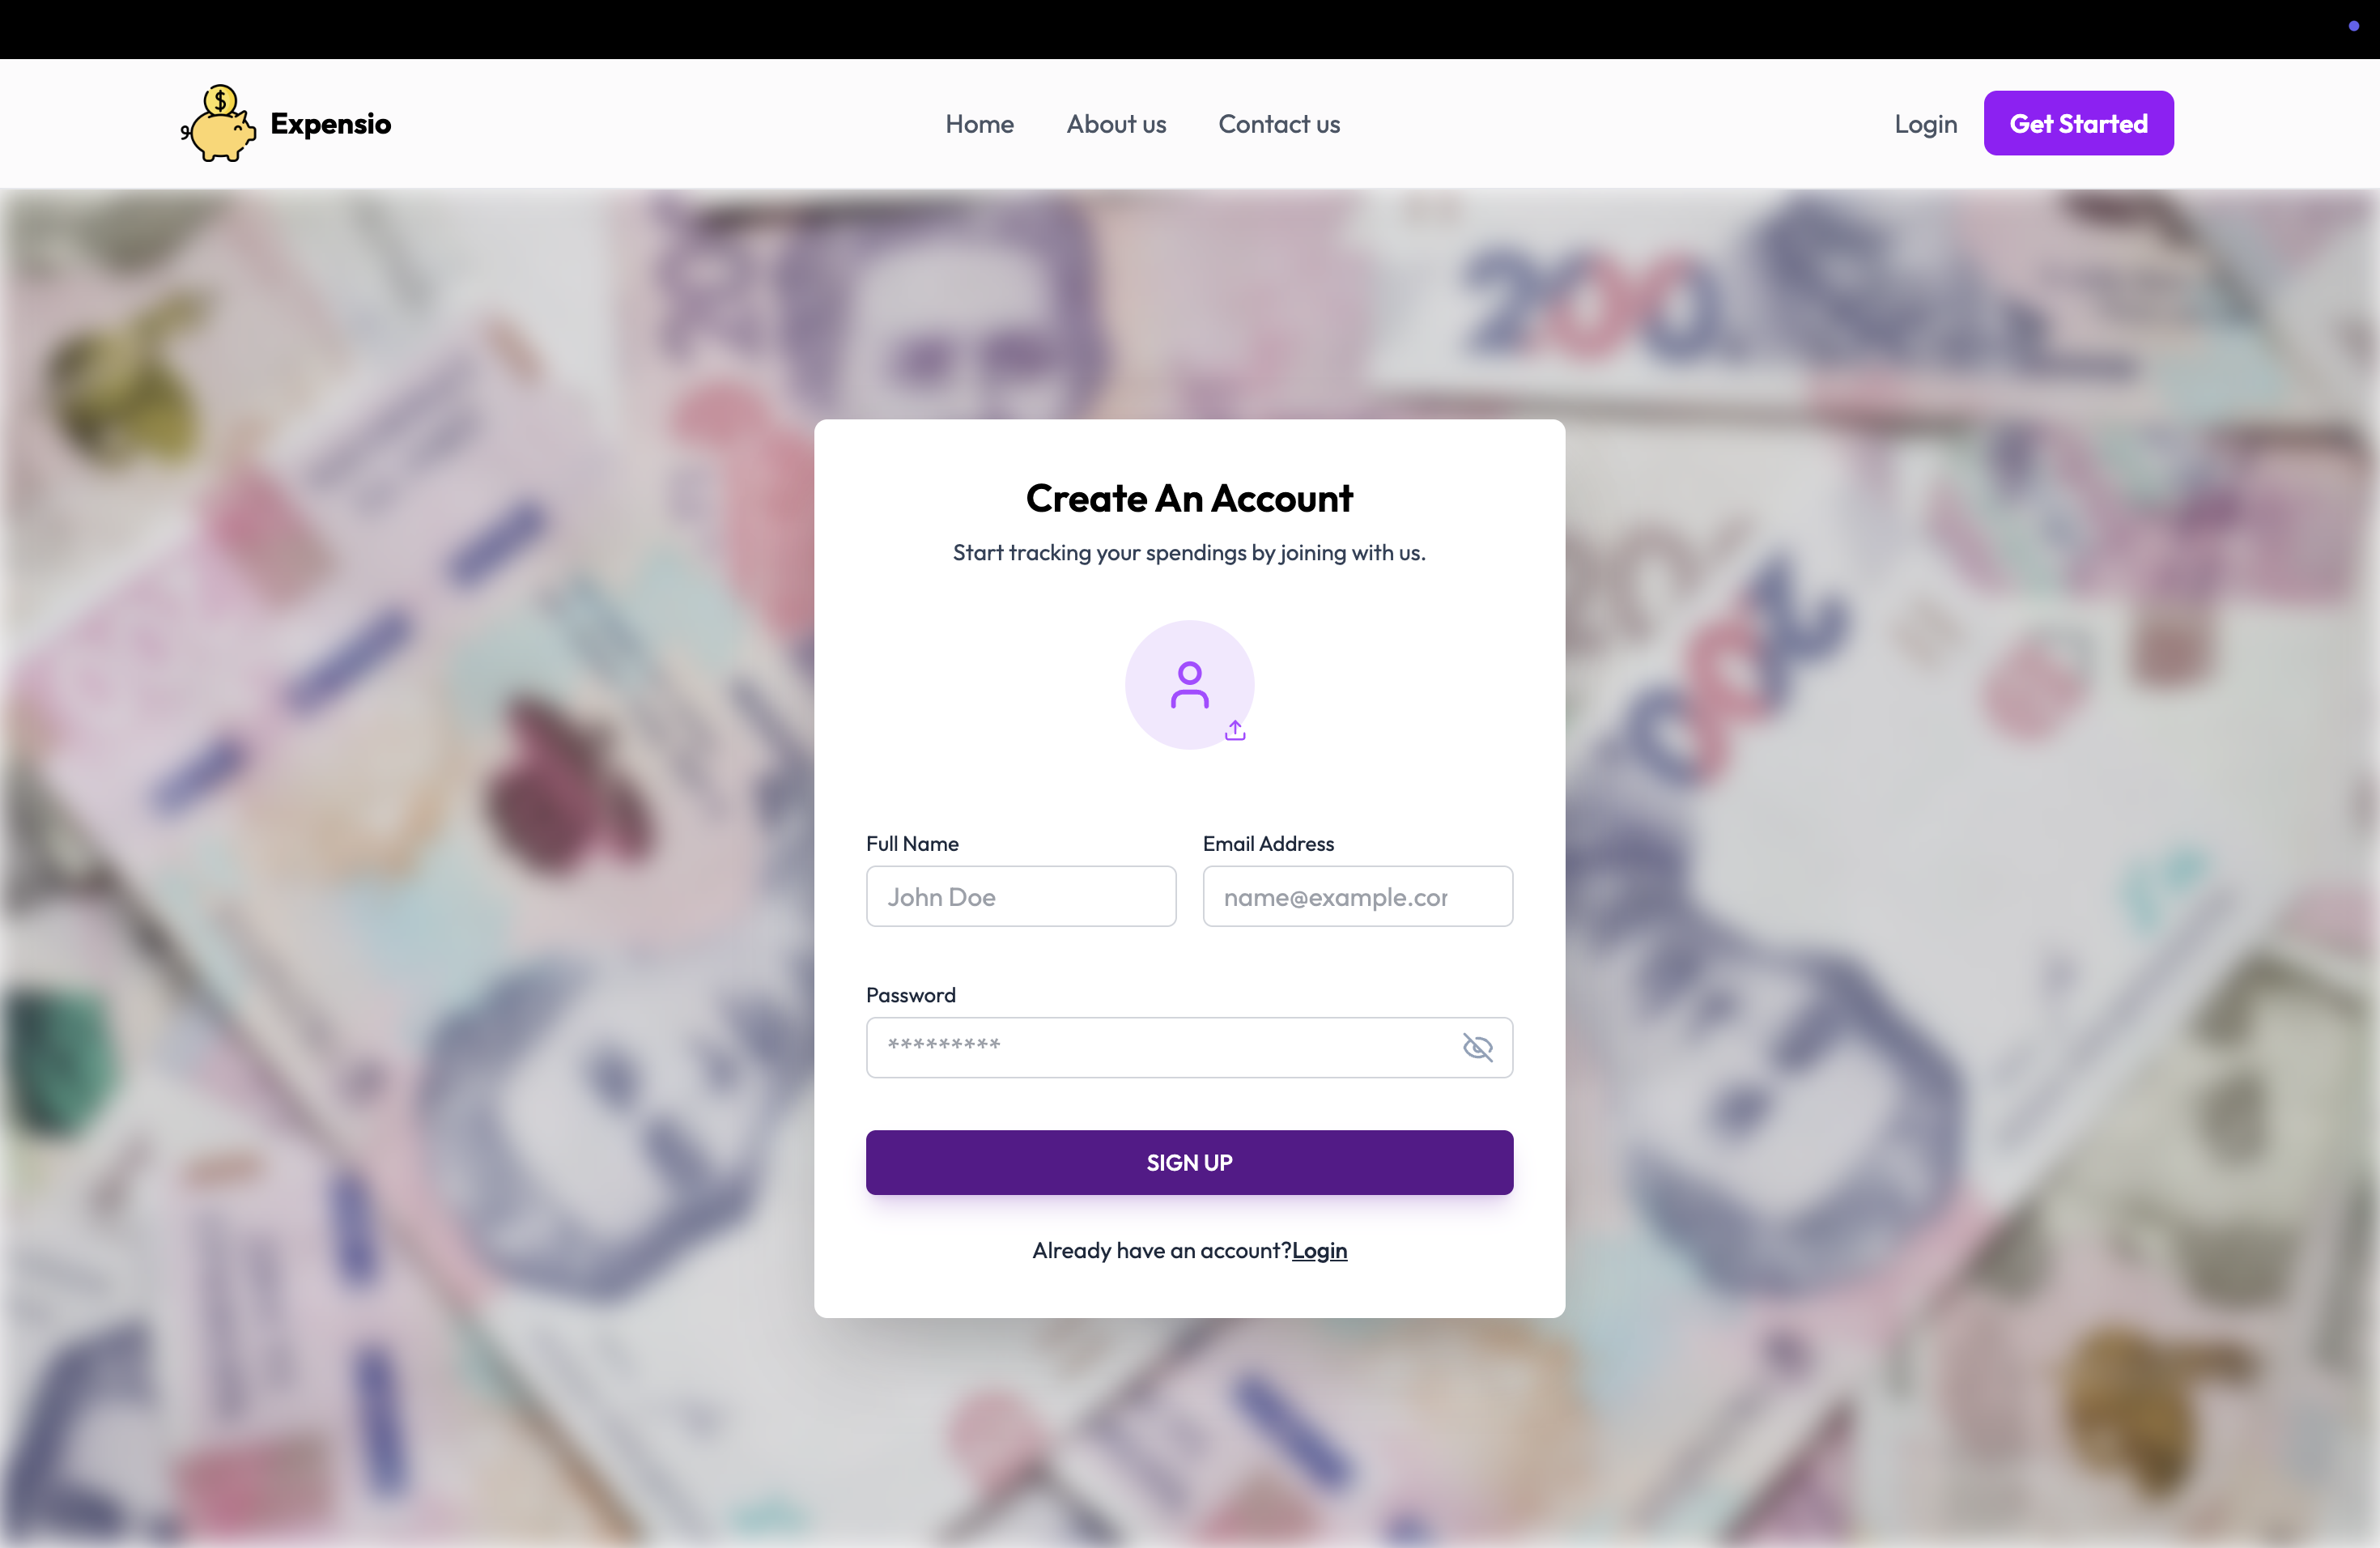 Expensio
Home
About us
Contact us
Login
Get Started
200
Create An Account
Start tracking your spendings by joining with us.
Full Name
Email Address
John Doe
name@example.cor
Password
*********
SIGN UP
Already have an account?Login